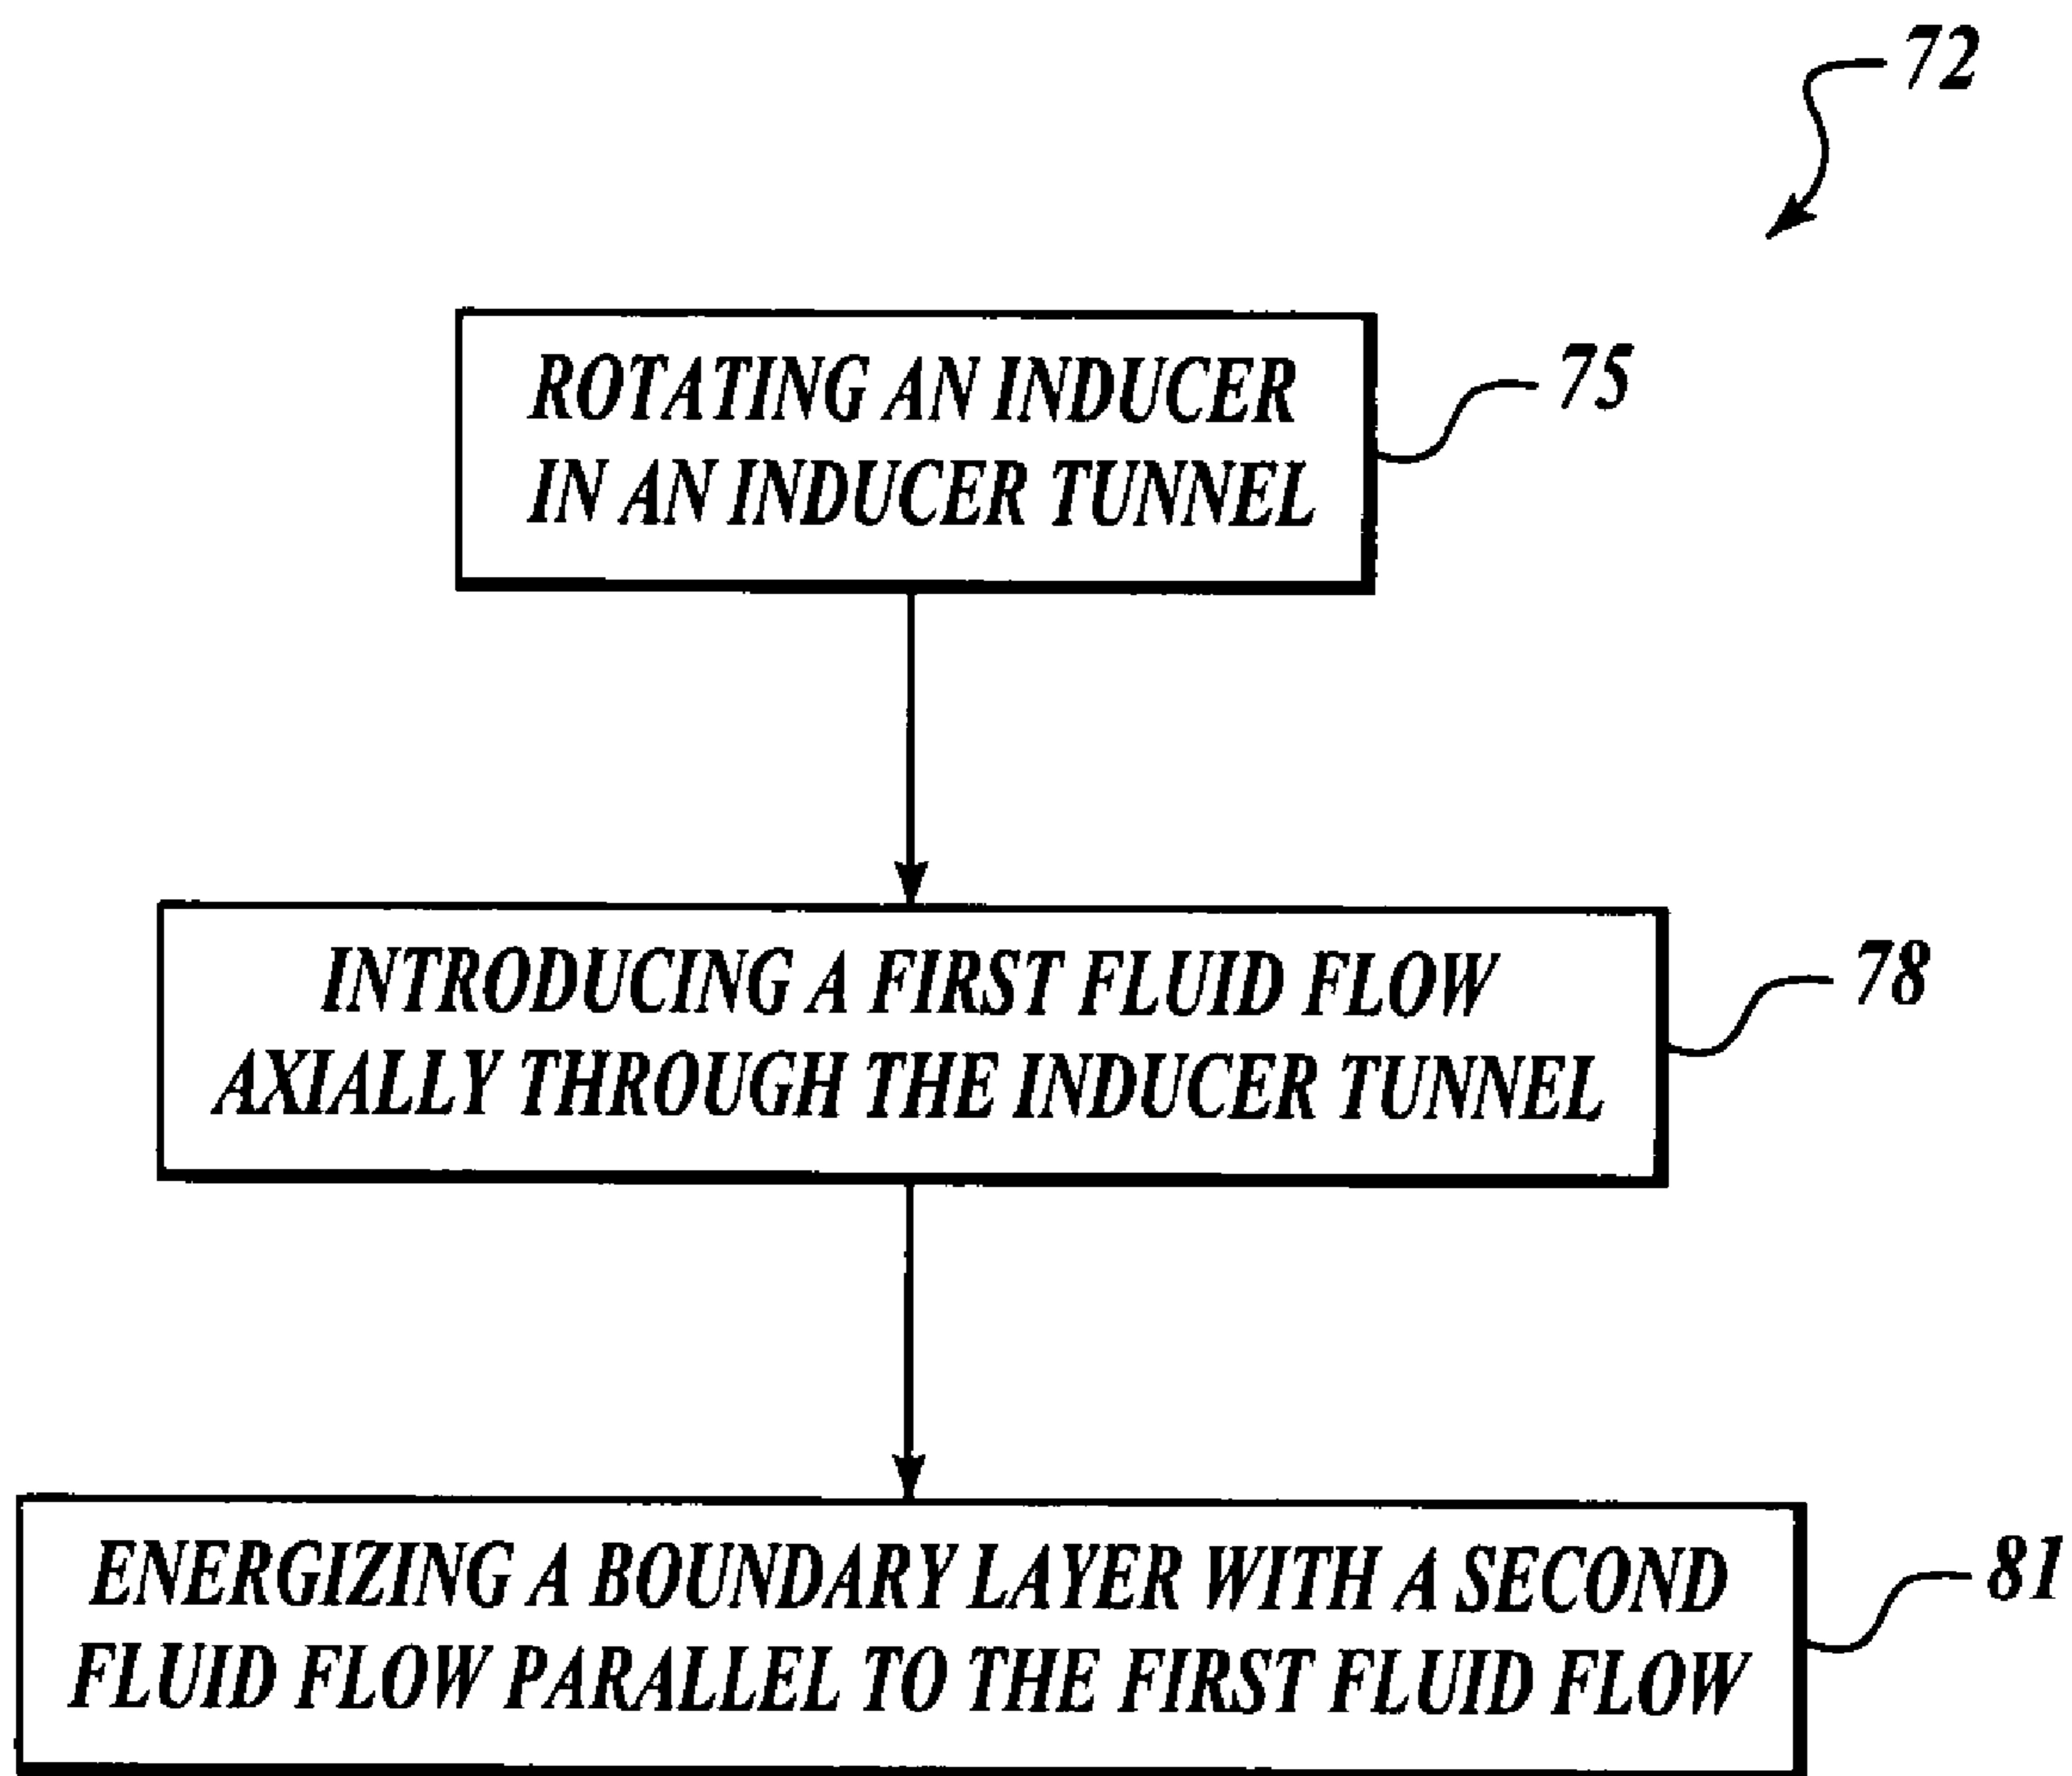 72
ROTATING AN INDUCER
IN AN INDUCER TUNNEL
75
INTRODUCING A FIRST FLUID FLOW
AXIALLY THROUGH THE INDUCER TUNNEL
78
ENERGIZING A BOUNDARY LAYER WITH A SECOND
FLUID FLOW PARALLEL TO THE FIRST FLUID FLOW
81